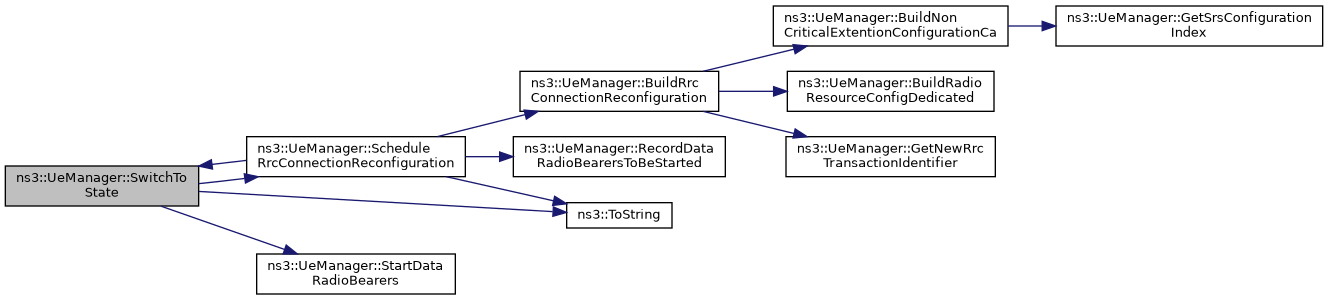 ns3::UeManager::BuildNon
CriticalExtentionConfigurationCa
ns3::UeManager::GetSrsConfiguration
Index
ns3::UeManager::BuildRrc
ConnectionReconfiguration
ns3::UeManager::BuildRadio
ResourceConfigDedicated
ns3::UeManager::Schedule
RrcConnectionReconfiguration
ns3::UeManager::RecordData
RadioBearersToBeStarted
ns3::UeManager::GetNewRrc
TransactionIdentifier
ns3::UeManager::SwitchTo
State
ns3::ToString
ns3::UeManager::StartData
RadioBearers